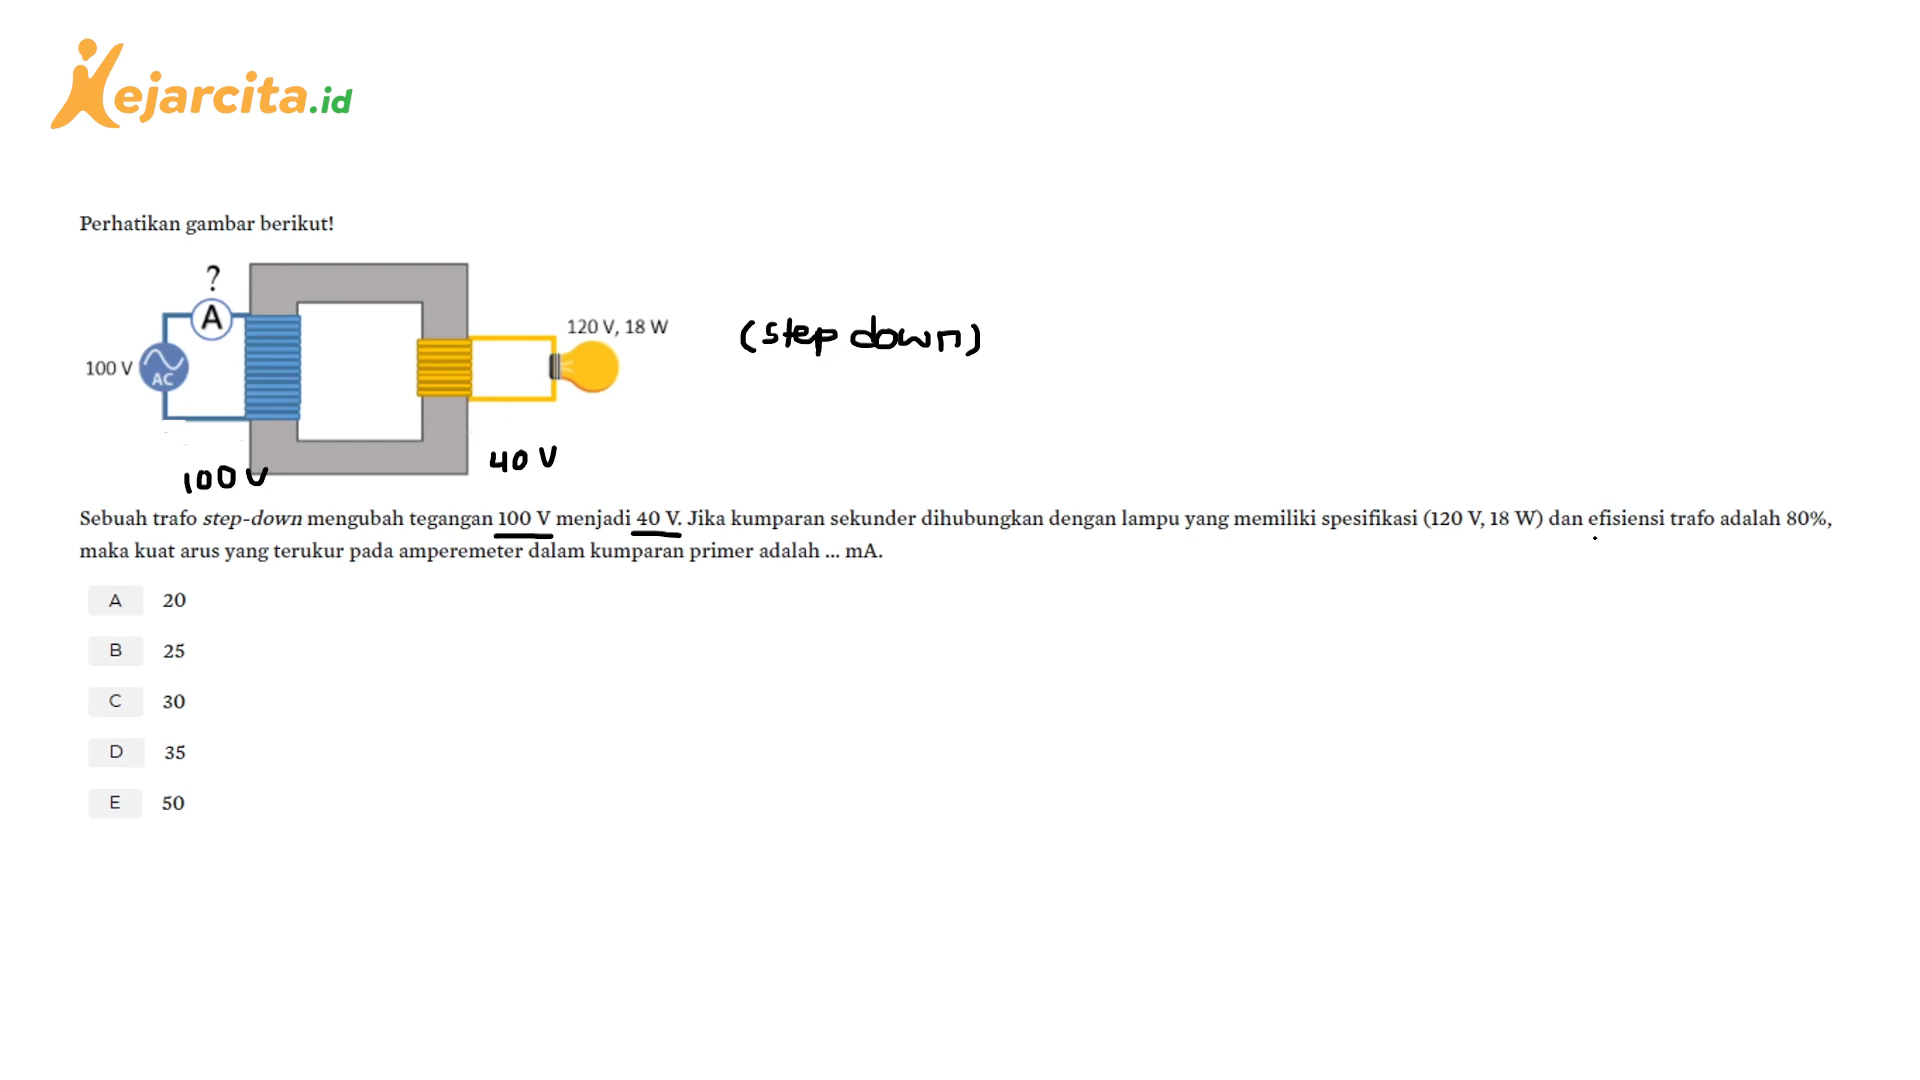 Kejarcita.id
Perhatikan gambar berikut!
?
A
120 V, 18 W
(step down)
100 V
AC
40 V
100 V
Sebuah trafo step-down mengubah tegangan 100 V menjadi 40 V. Jika kumparan sekunder dihubungkan dengan lampu yang memiliki spesifikasi (120 V, 18 W) dan efisiensi trafo adalah 80%,
maka kuat arus yang terukur pada amperemeter dalam kumparan primer adalah ... mA.
A 20
B 25
C 30
D 35
E 50